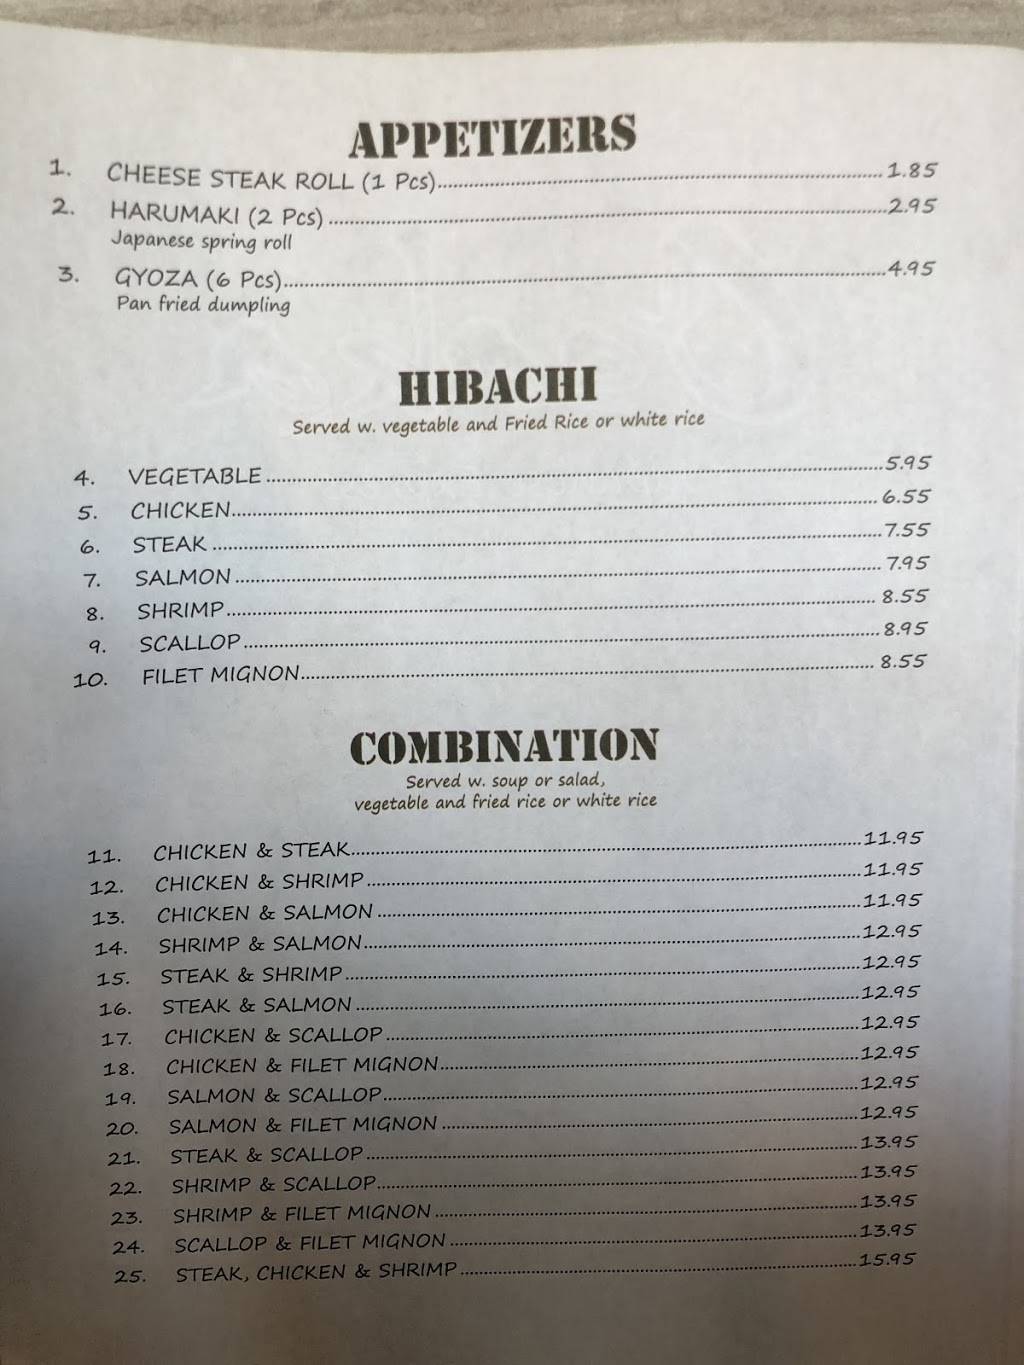 APPETIZERS
1. CHEESE STEAK ROLL (1 Pcs)........1.85
2. HARUMAKI (2 Pcs)........2.95
Japanese spring roll
3. GYOZA (6 Pcs)........4.95
Pan fried dumpling
HIBACHI
Served w. vegetable and Fried Rice or white rice
4. VEGETABLE........5.95
5. CHICKEN........6.55
6. STEAK........7.55
7. SALMON........7.95
8. SHRIMP........8.55
9. SCALLOP........8.95
10. FILET MIGNON........8.55
COMBINATION
Served w. soup or salad,
vegetable and fried rice or white rice
11. CHICKEN & STEAK........11.95
12. CHICKEN & SHRIMP........11.95
13. CHICKEN & SALMON........11.95
14. SHRIMP & SALMON........12.95
15. STEAK & SHRIMP........12.95
16. STEAK & SALMON........12.95
17. CHICKEN & SCALLOP........12.95
18. CHICKEN & FILET MIGNON........12.95
19. SALMON & SCALLOP........12.95
20. SALMON & FILET MIGNON........12.95
21. STEAK & SCALLOP........13.95
22. SHRIMP & SCALLOP........13.95
23. SHRIMP & FILET MIGNON........13.95
24. SCALLOP & FILET MIGNON........13.95
25. STEAK, CHICKEN & SHRIMP........15.95